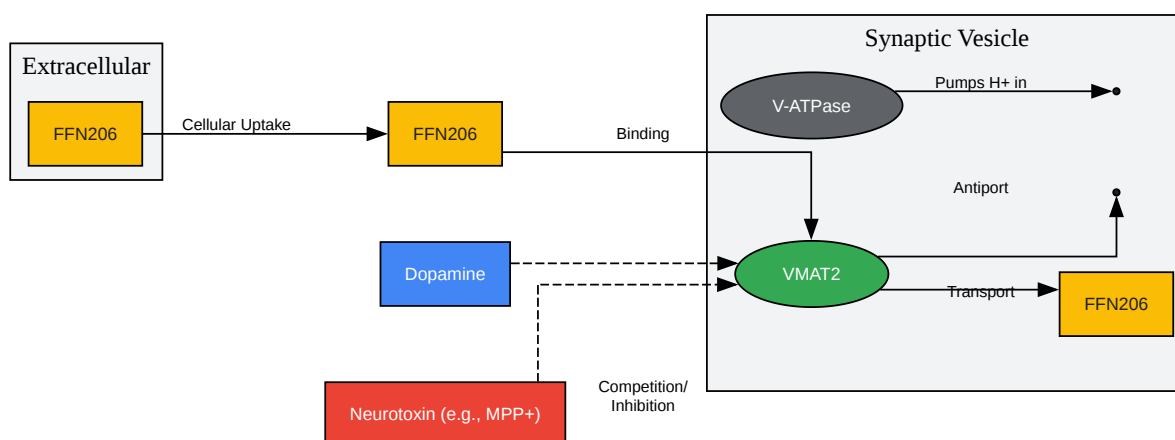 Synaptic Vesicle
Extracellular
V-ATPase
Pumps H+ in
FFN206
Cellular Uptake
FFN206
Binding
Antiport
Dopamine
VMAT2
Transport
FFN206
Neurotoxin (e.g., MPP+)
Competition/
Inhibition